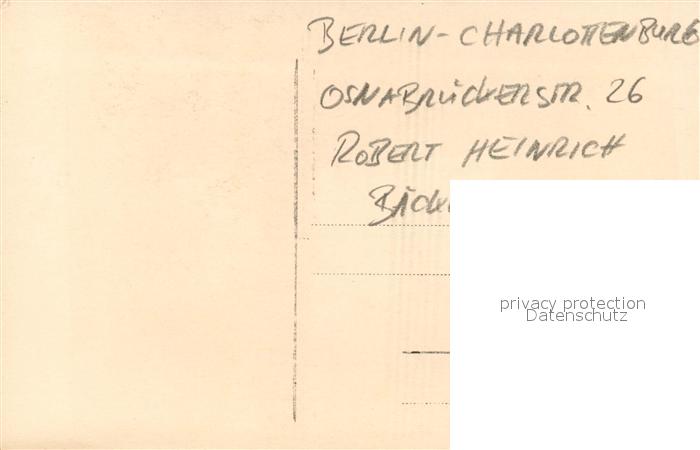 BERLIN-CHARLOTTENBURG
OSNABRÜCKERSTR. 26
ROBERT HEINRICH
privacy protection
Datenschutz